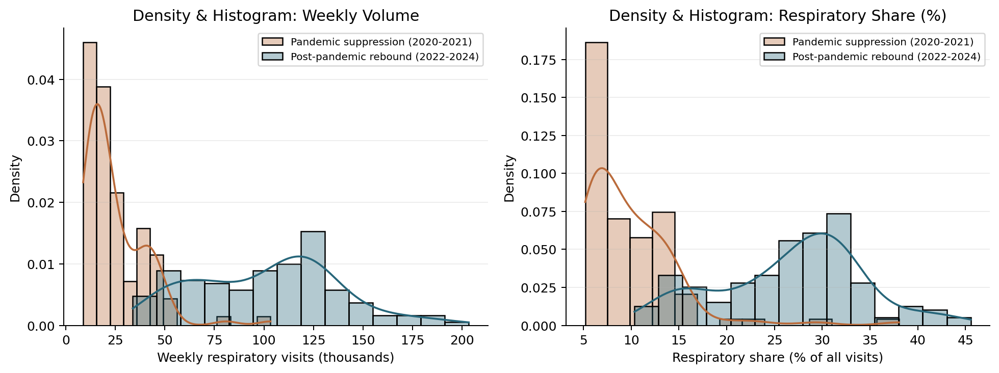 Density & Histogram: Weekly Volume
Pandemic suppression (2020-2021)
Post-pandemic rebound (2022-2024)
Density
0.04
0.03
0.02
0.01
0.00
0 25 50 75 100 125 150 175 200
Weekly respiratory visits (thousands)
Density & Histogram: Respiratory Share (%)
Pandemic suppression (2020-2021)
Post-pandemic rebound (2022-2024)
Density
0.175
0.150
0.125
0.100
0.075
0.050
0.025
0.000
5 10 15 20 25 30 35 40 45
Respiratory share (% of all visits)